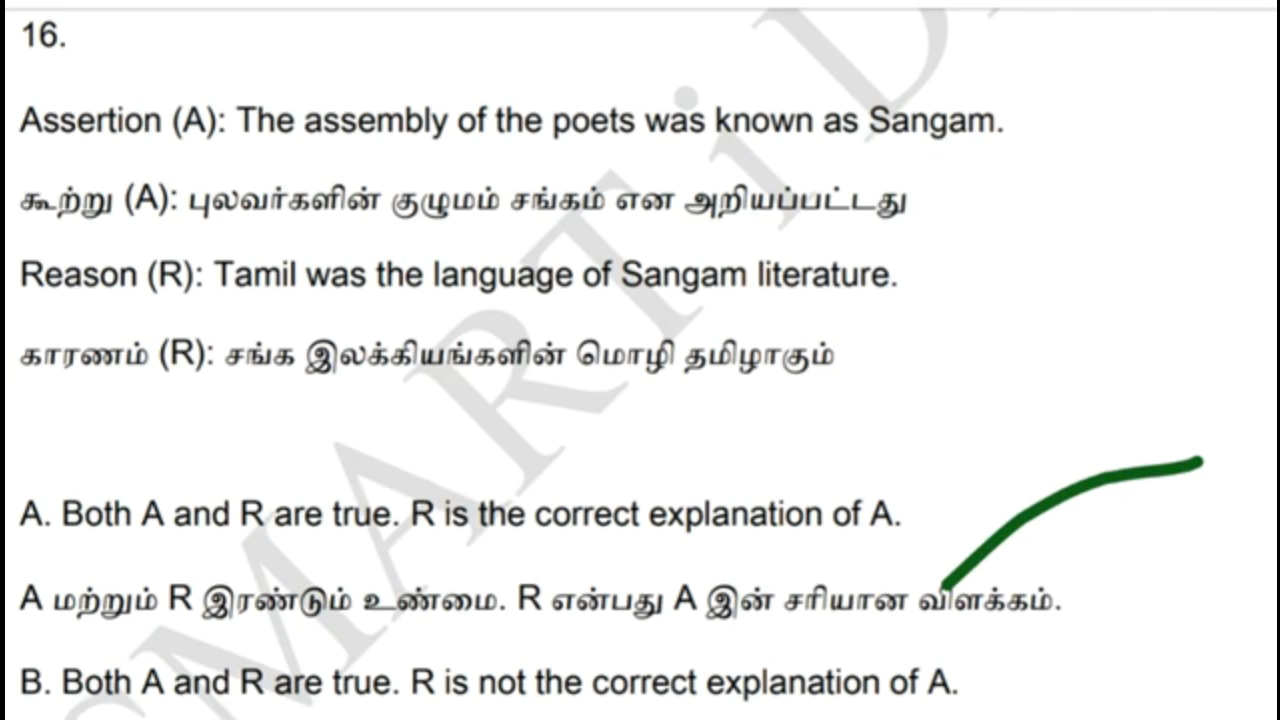 16.
Assertion (A): The assembly of the poets was known as Sangam.
கூற்று (A): புலவர்களின் குழுமம் சங்கம் என அறியப்பட்டது
Reason (R): Tamil was the language of Sangam literature.
காரணம் (R): சங்க இலக்கியங்களின் மொழி தமிழாகும்
A. Both A and R are true. R is the correct explanation of A.
A மற்றும் R இரண்டும் உண்மை. R என்பது A இன் சரியான விளக்கம்.
B. Both A and R are true. R is not the correct explanation of A.
SMART i